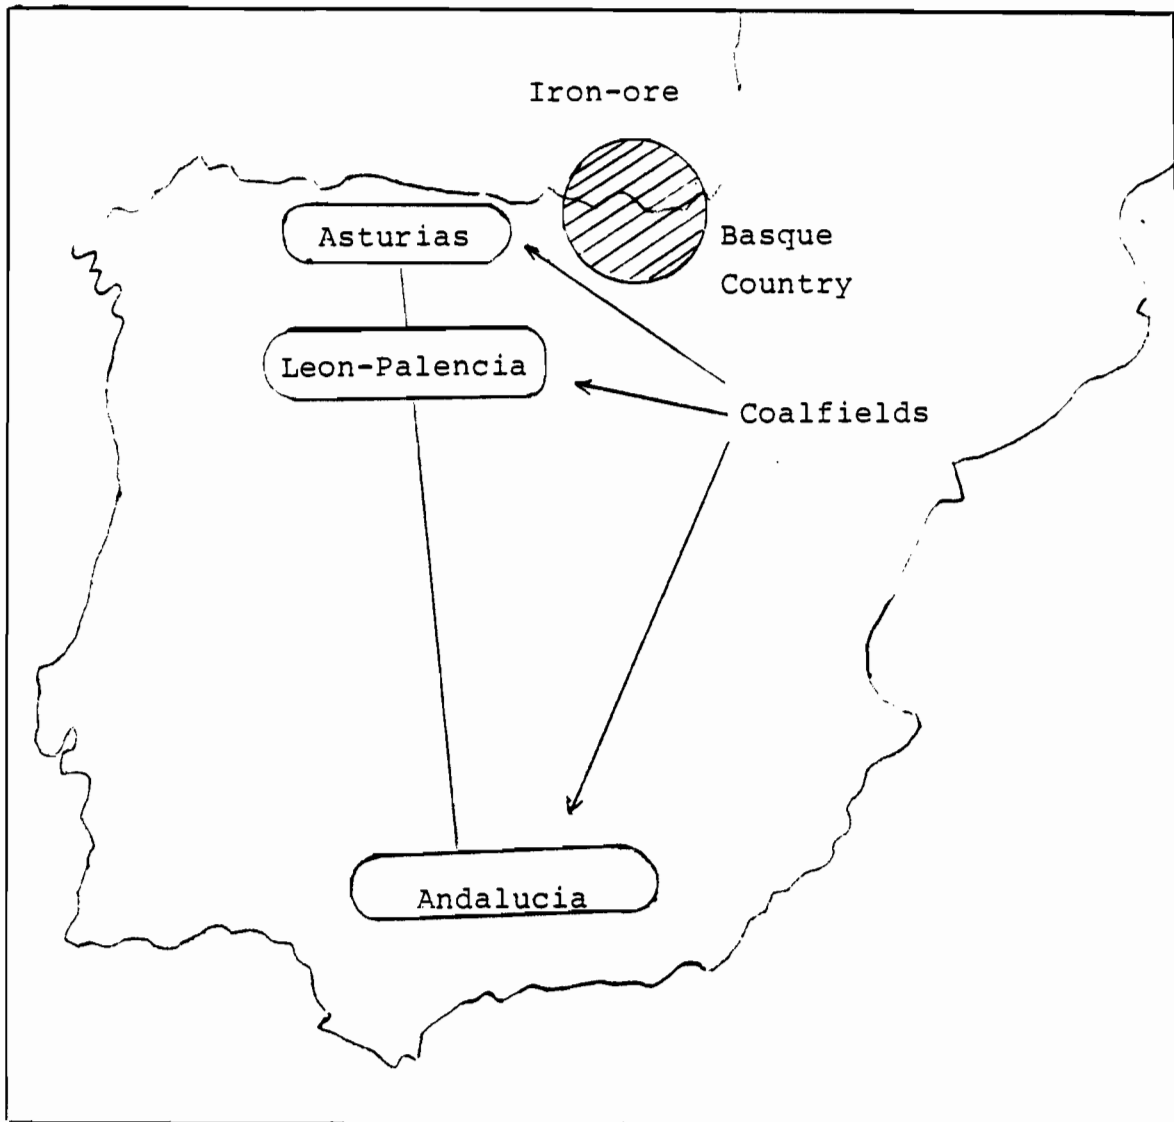 Iron-ore
Asturias
Basque
Country
Leon-Palencia
Coalfields
Andalucia